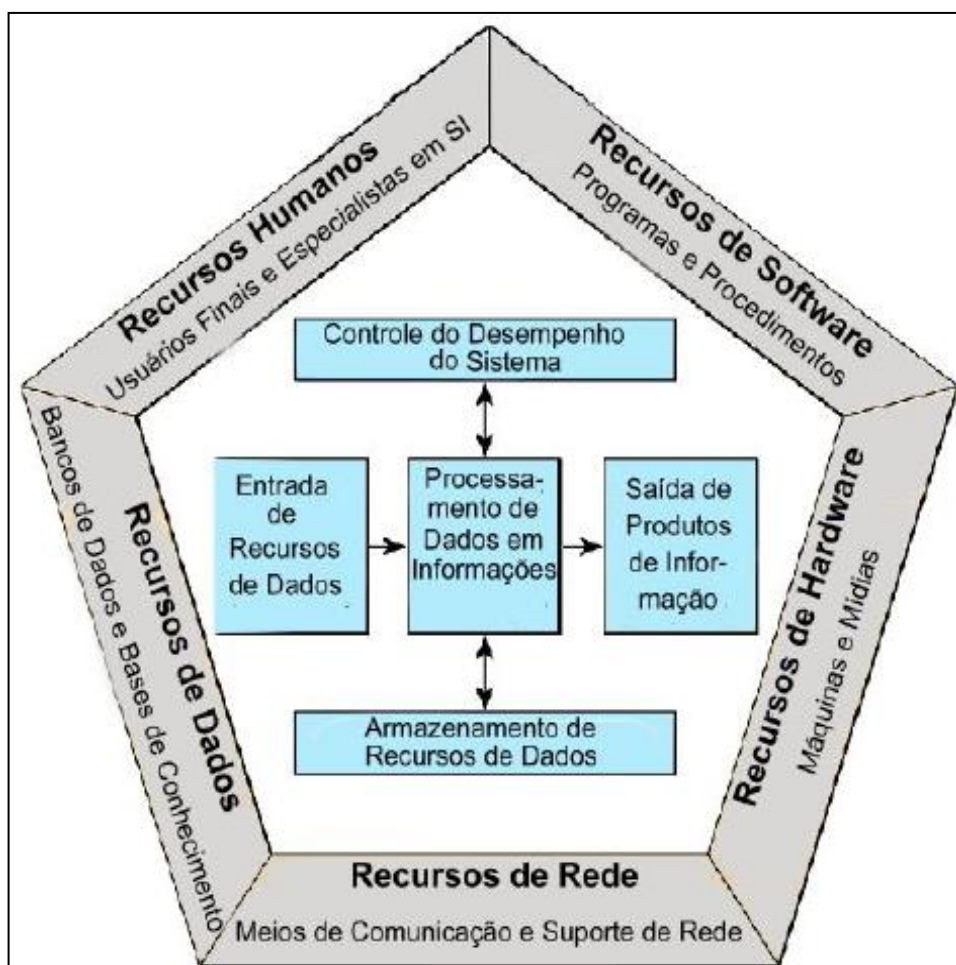 Recursos Humanos
Usuários Finais e Especialistas em SI
Recursos de Software
Programas e Procedimentos
Controle do Desempenho
do Sistema
Entrada
de
Recursos
de Dados
Processa-
mento de
Dados em
Informações
Saída de
Produtos
de Infor-
mação
Armazenamento de
Recursos de Dados
Recursos de Dados
Bancos de Dados e Bases de Conhecimento
Recursos de Hardware
Máquinas e Mídias
Recursos de Rede
Meios de Comunicação e Suporte de Rede